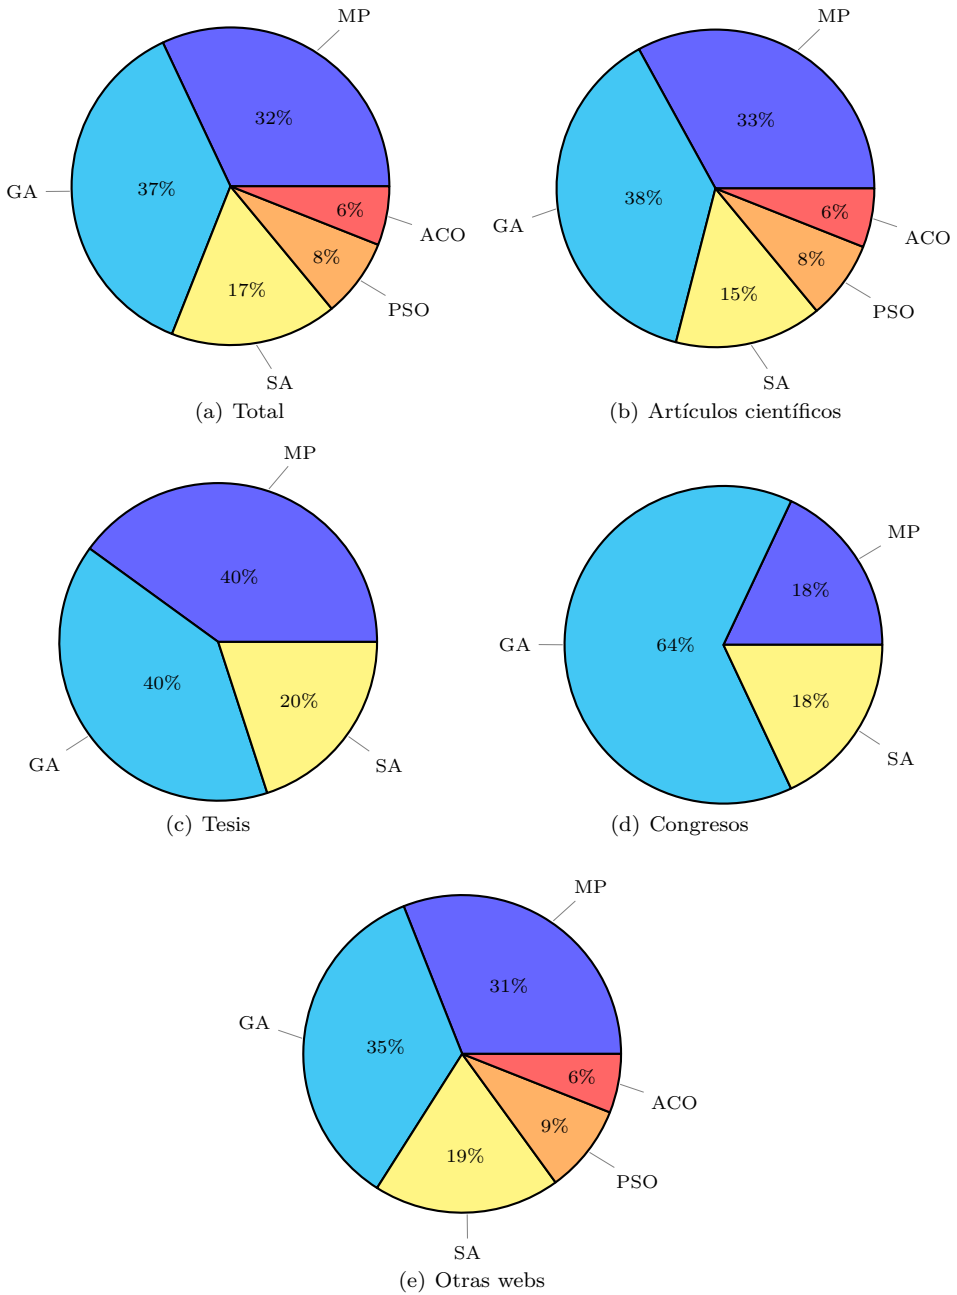 MP
32%
37%
GA
6%
ACO
8%
17%
PSO
SA
(a) Total
MP
33%
38%
GA
6%
ACO
8%
15%
PSO
SA
(b) Artículos científicos
MP
40%
40%
20%
GA
SA
(c) Tesis
MP
18%
GA
64%
18%
SA
(d) Congresos
MP
31%
GA
35%
6%
ACO
9%
19%
PSO
SA
(e) Otras webs